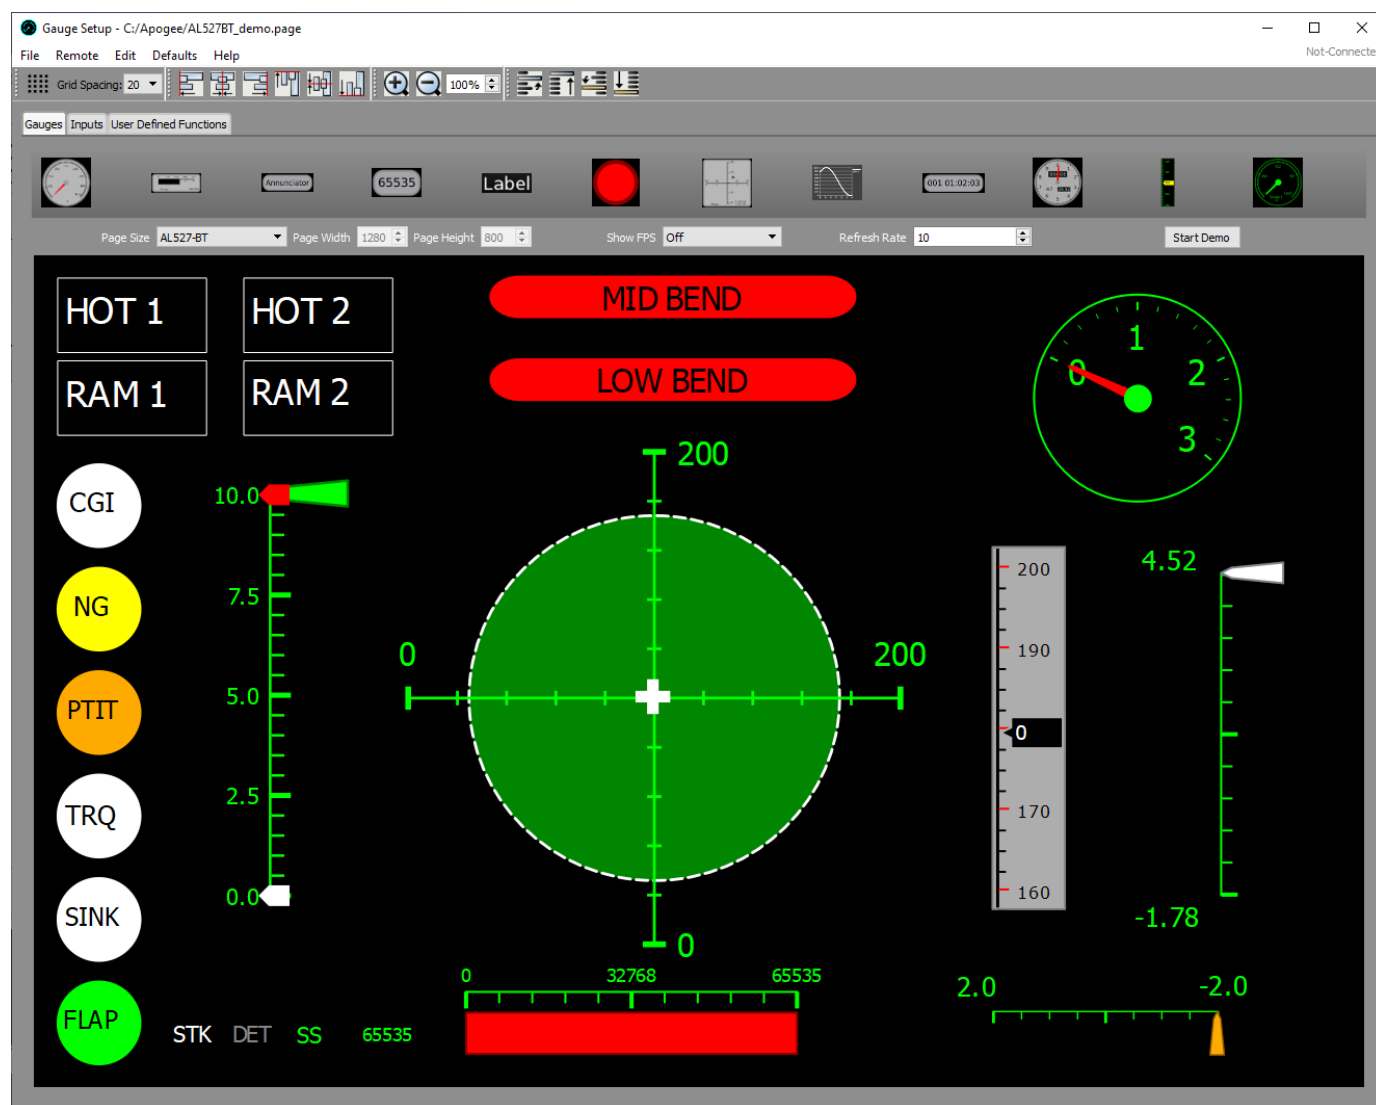 Gauge Setup - C:/Apogee/AL527BT_demo.page
File Remote Edit Defaults Help
Not-Connecte
Grid Spacing: 20
100%
Gauges Inputs User Defined Functions
Annunciator
65535
Label
001 01:02:03
Page Size AL527-BT Page Width 1280 Page Height 800 Show FPS Off Refresh Rate 10 Start Demo
HOT 1 HOT 2 MID BEND
RAM 1 RAM 2 LOW BEND
0 1 2 3
CGI
NG
PTIT
TRQ
SINK
FLAP
10.0
7.5
5.0
2.5
0.0
200
0 200
0
200
190
0
170
160
4.52
-1.78
0 32768 65535
2.0 -2.0
STK DET SS 65535